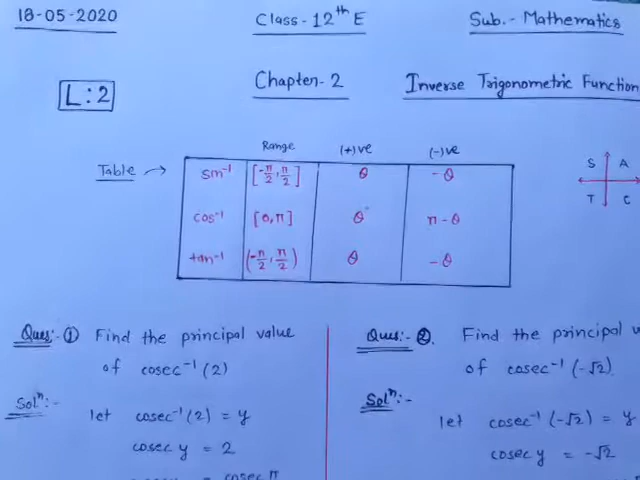 18-05-2020 Class - 12th E Sub. - Mathematics
L:2 Chapter- 2 Inverse Trigonometric Function
Range (+)ve (-)ve
Table → sin⁻¹ [-π/2, π/2] θ -θ
S A
cos⁻¹ [0, π] θ π - θ
T C
tan⁻¹ (-π/2, π/2) θ -θ
Ques:- ① Find the principal value
of cosec⁻¹ (2)
Solⁿ:-
let cosec⁻¹ (2) = y
cosec y = 2
= cosec π
Ques:- ②. Find the principal
of cosec⁻¹ (-√2)
Solⁿ:-
let cosec⁻¹ (-√2) = y
cosec y = -√2